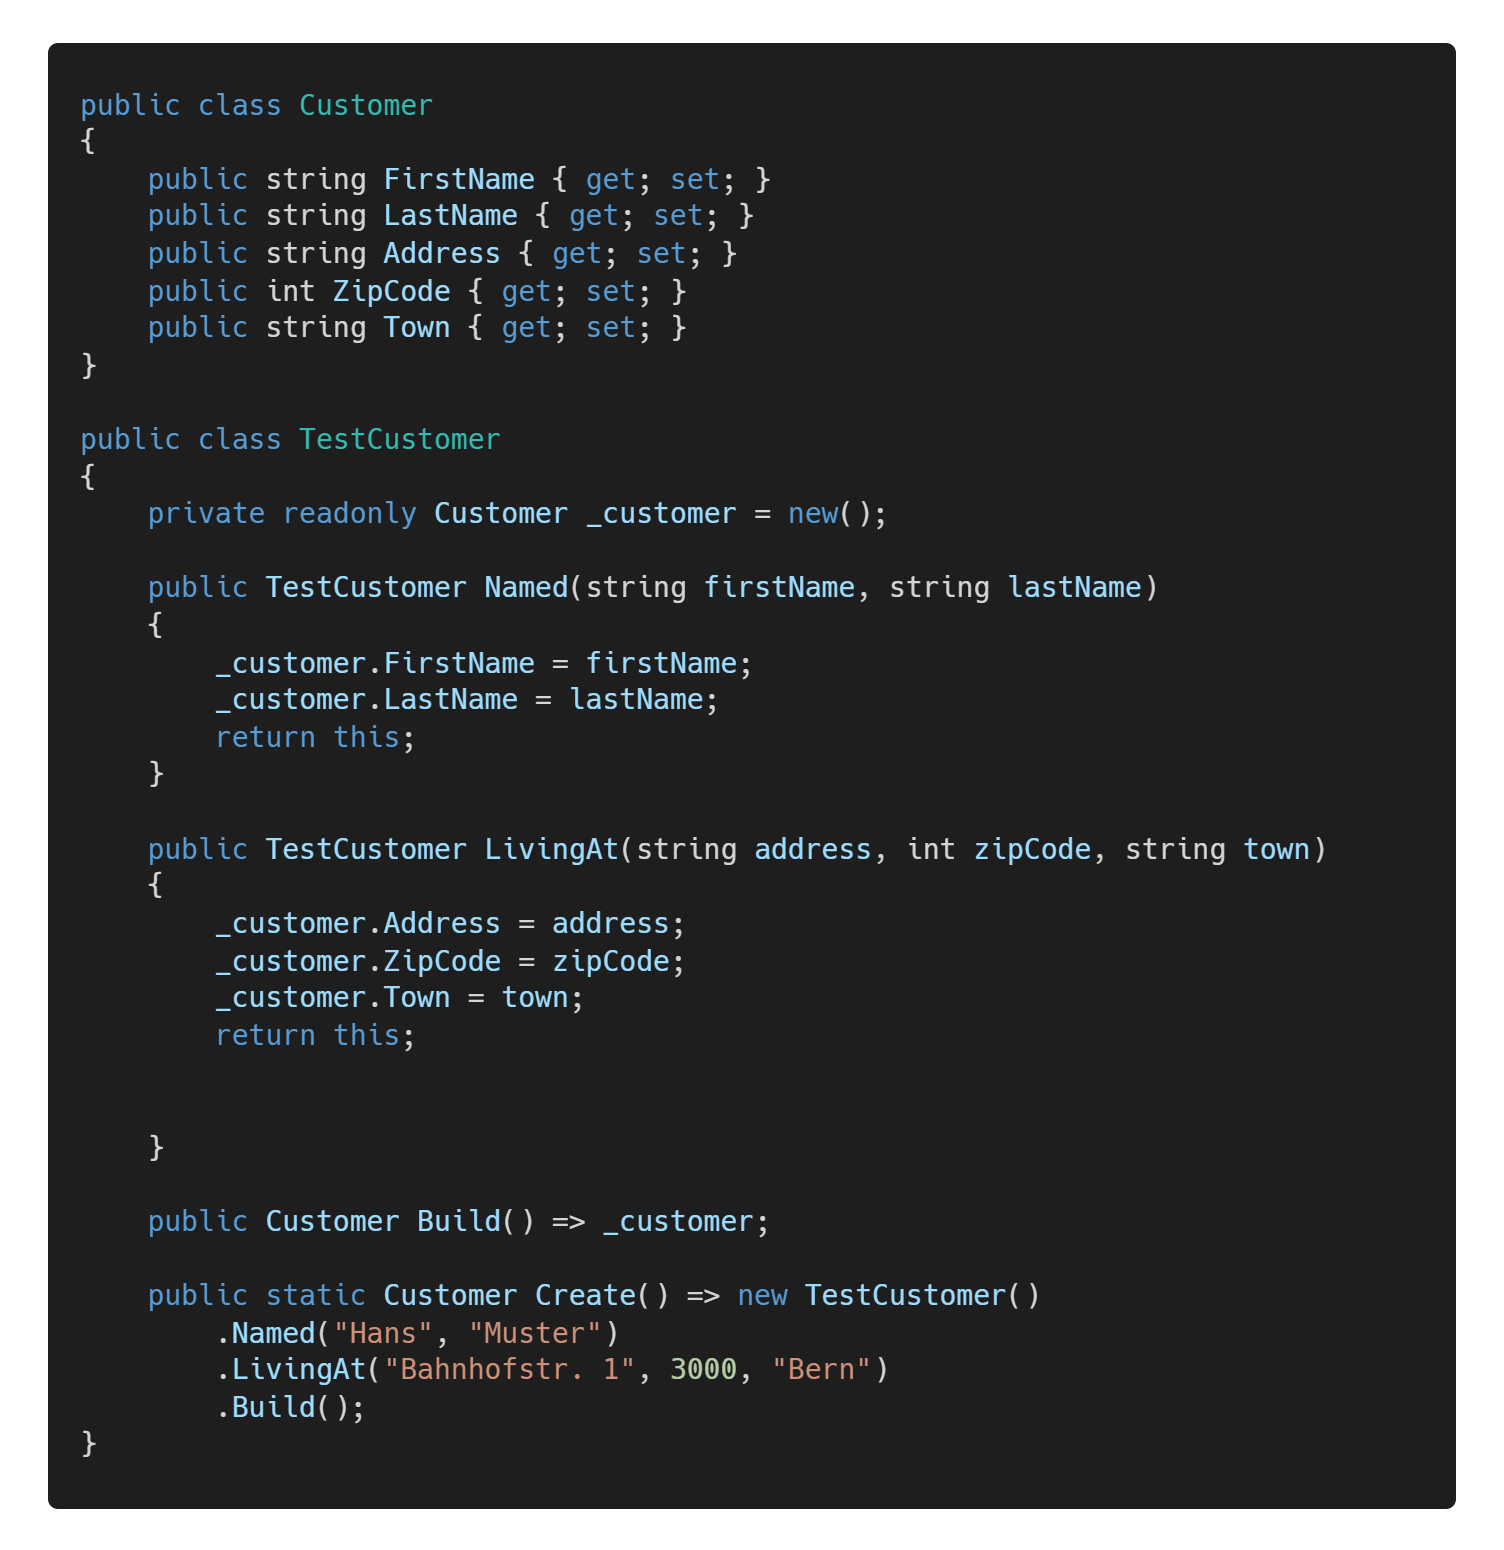 public class Customer
{
    public string FirstName { get; set; }
    public string LastName { get; set; }
    public string Address { get; set; }
    public int ZipCode { get; set; }
    public string Town { get; set; }
}

public class TestCustomer
{
    private readonly Customer _customer = new();

    public TestCustomer Named(string firstName, string lastName)
    {
        _customer.FirstName = firstName;
        _customer.LastName = lastName;
        return this;
    }

    public TestCustomer LivingAt(string address, int zipCode, string town)
    {
        _customer.Address = address;
        _customer.ZipCode = zipCode;
        _customer.Town = town;
        return this;


    }

    public Customer Build() => _customer;

    public static Customer Create() => new TestCustomer()
        .Named("Hans", "Muster")
        .LivingAt("Bahnhofstr. 1", 3000, "Bern")
        .Build();
}